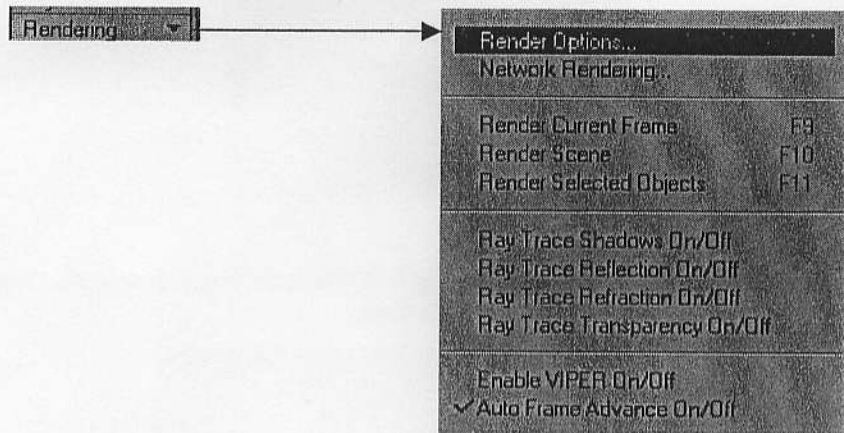 Rendering
Render Options...
Network Rendering...
Render Current Frame F9
Render Scene F10
Render Selected Objects F11
Ray Trace Shadows On/Off
Ray Trace Reflection On/Off
Ray Trace Refraction On/Off
Ray Trace Transparency On/Off
Enable VIPER On/Off
Auto Frame Advance On/Off